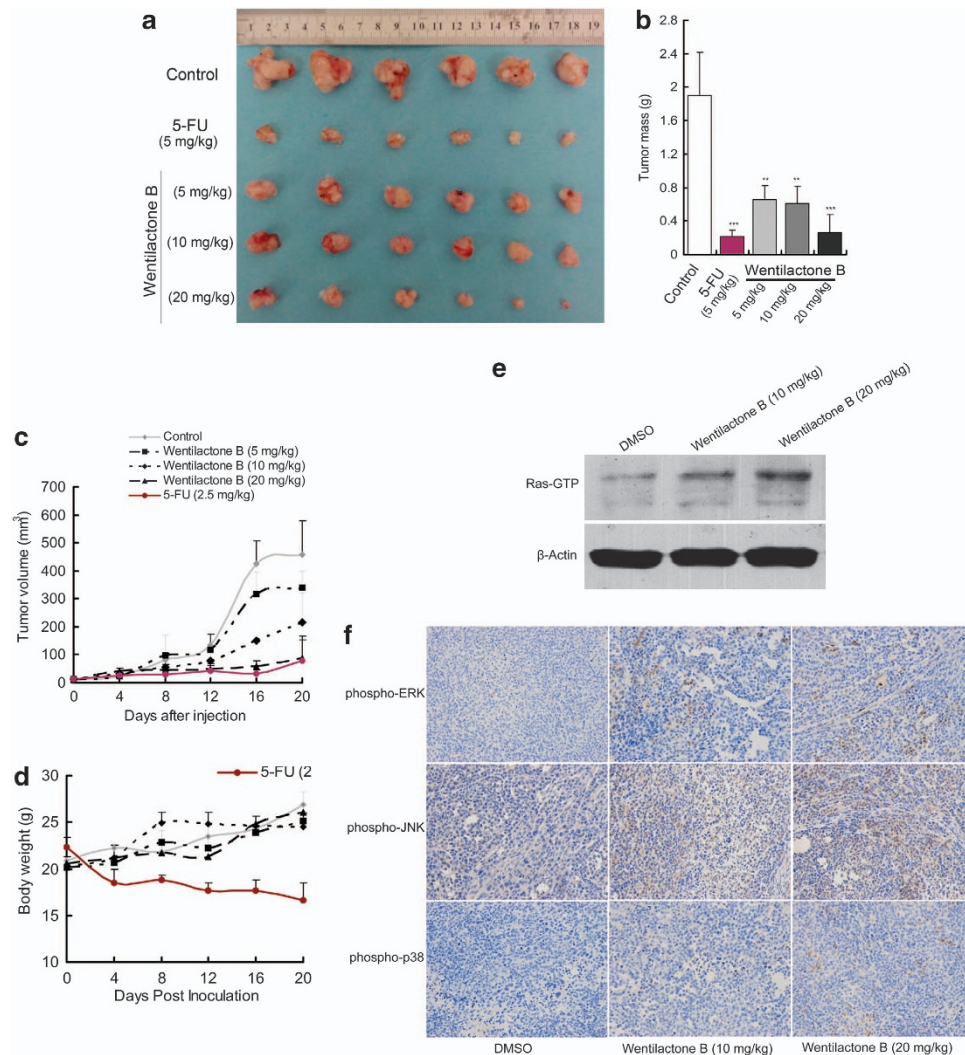 a
1 2 3 4 5 6 7 8 9 10 11 12 13 14 15 16 17 18 19
Control
5-FU
(5 mg/kg)
Wentilactone B
(5 mg/kg)
(10 mg/kg)
(20 mg/kg)
b
Tumor mass (g)
2.8
2.4
2.0
1.6
1.2
0.8
0.4
0
***
**
**
***
Control
5-FU
(5 mg/kg)
5 mg/kg
10 mg/kg
20 mg/kg
Wentilactone B
c
Control
Wentilactone B (5 mg/kg)
Wentilactone B (10 mg/kg)
Wentilactone B (20 mg/kg)
5-FU (2.5 mg/kg)
Tumor volume (mm³)
700
600
500
400
300
200
100
0
0 4 8 12 16 20
Days after injection
d
5-FU (2
Body weight (g)
30
25
20
15
10
0 4 8 12 16 20
Days Post Inoculation
e
DMSO
Wentilactone B (10 mg/kg)
Wentilactone B (20 mg/kg)
Ras-GTP
β-Actin
f
phospho-ERK
phospho-JNK
phospho-p38
DMSO
Wentilactone B (10 mg/kg)
Wentilactone B (20 mg/kg)